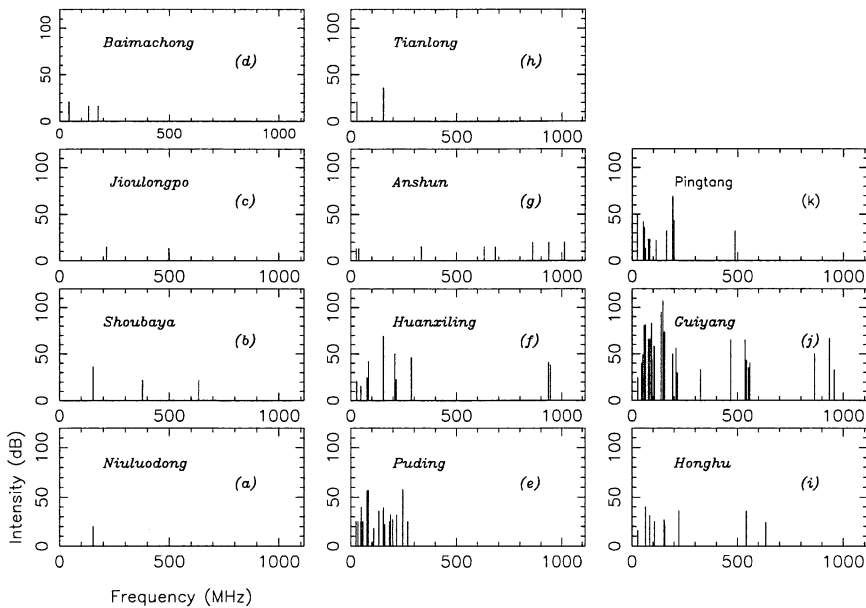 Baimachong
(d)
0 50 100
0 500 1000
Tianlong
(h)
0 50 100
0 500 1000
Jioulongpo
(c)
0 50 100
0 500 1000
Anshun
(g)
0 50 100
0 500 1000
Pingtang
(k)
0 50 100
0 500 1000
Shoubaya
(b)
0 50 100
0 500 1000
Huanxiling
(f)
0 50 100
0 500 1000
Guiyang
(j)
0 50 100
0 500 1000
Niuluodong
(a)
0 50 100
0 500 1000
Puding
(e)
0 50 100
0 500 1000
Honghu
(i)
0 50 100
0 500 1000
Intensity (dB)
Frequency (MHz)